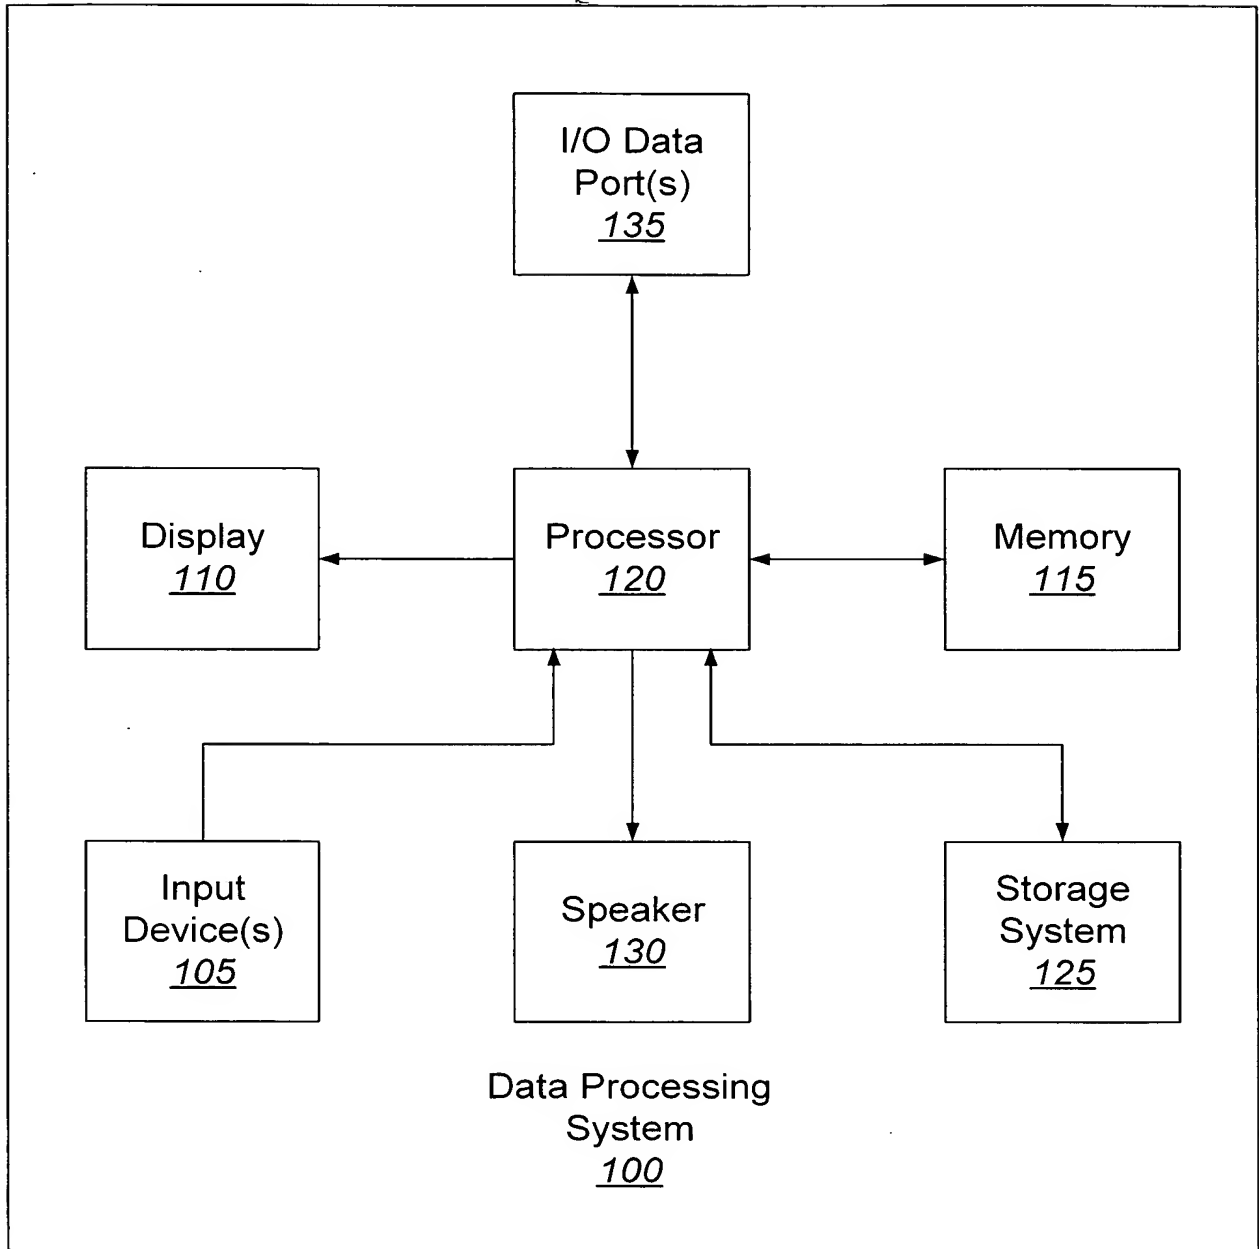 I/O Data
Port(s)
135
Display
110
Processor
120
Memory
115
Input
Device(s)
105
Speaker
130
Storage
System
125
Data Processing
System
100